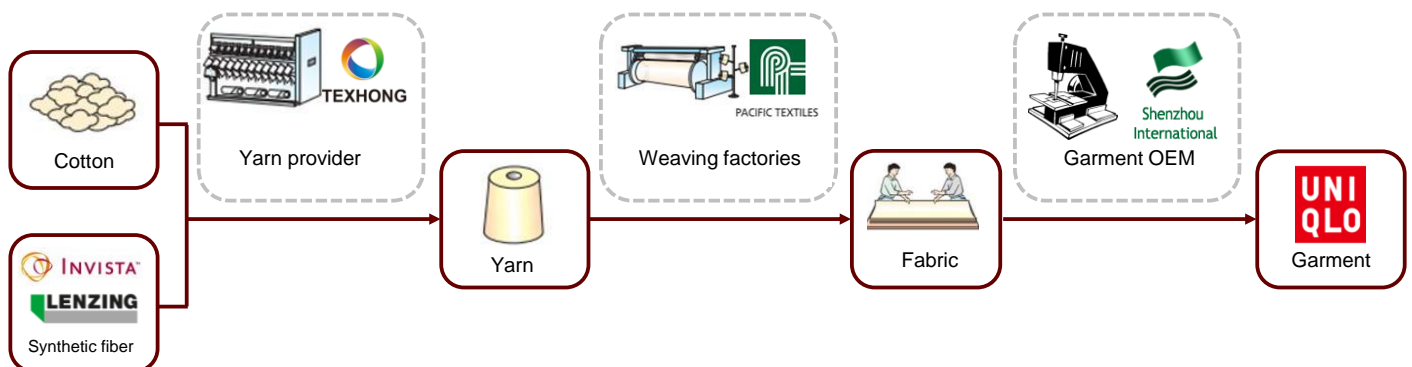 Cotton
INVISTA™
LENZING
Synthetic fiber
TEXHONG
Yarn provider
Yarn
PACIFIC TEXTILES
Weaving factories
Fabric
Shenzhou
International
Garment OEM
UNI
QLO
Garment